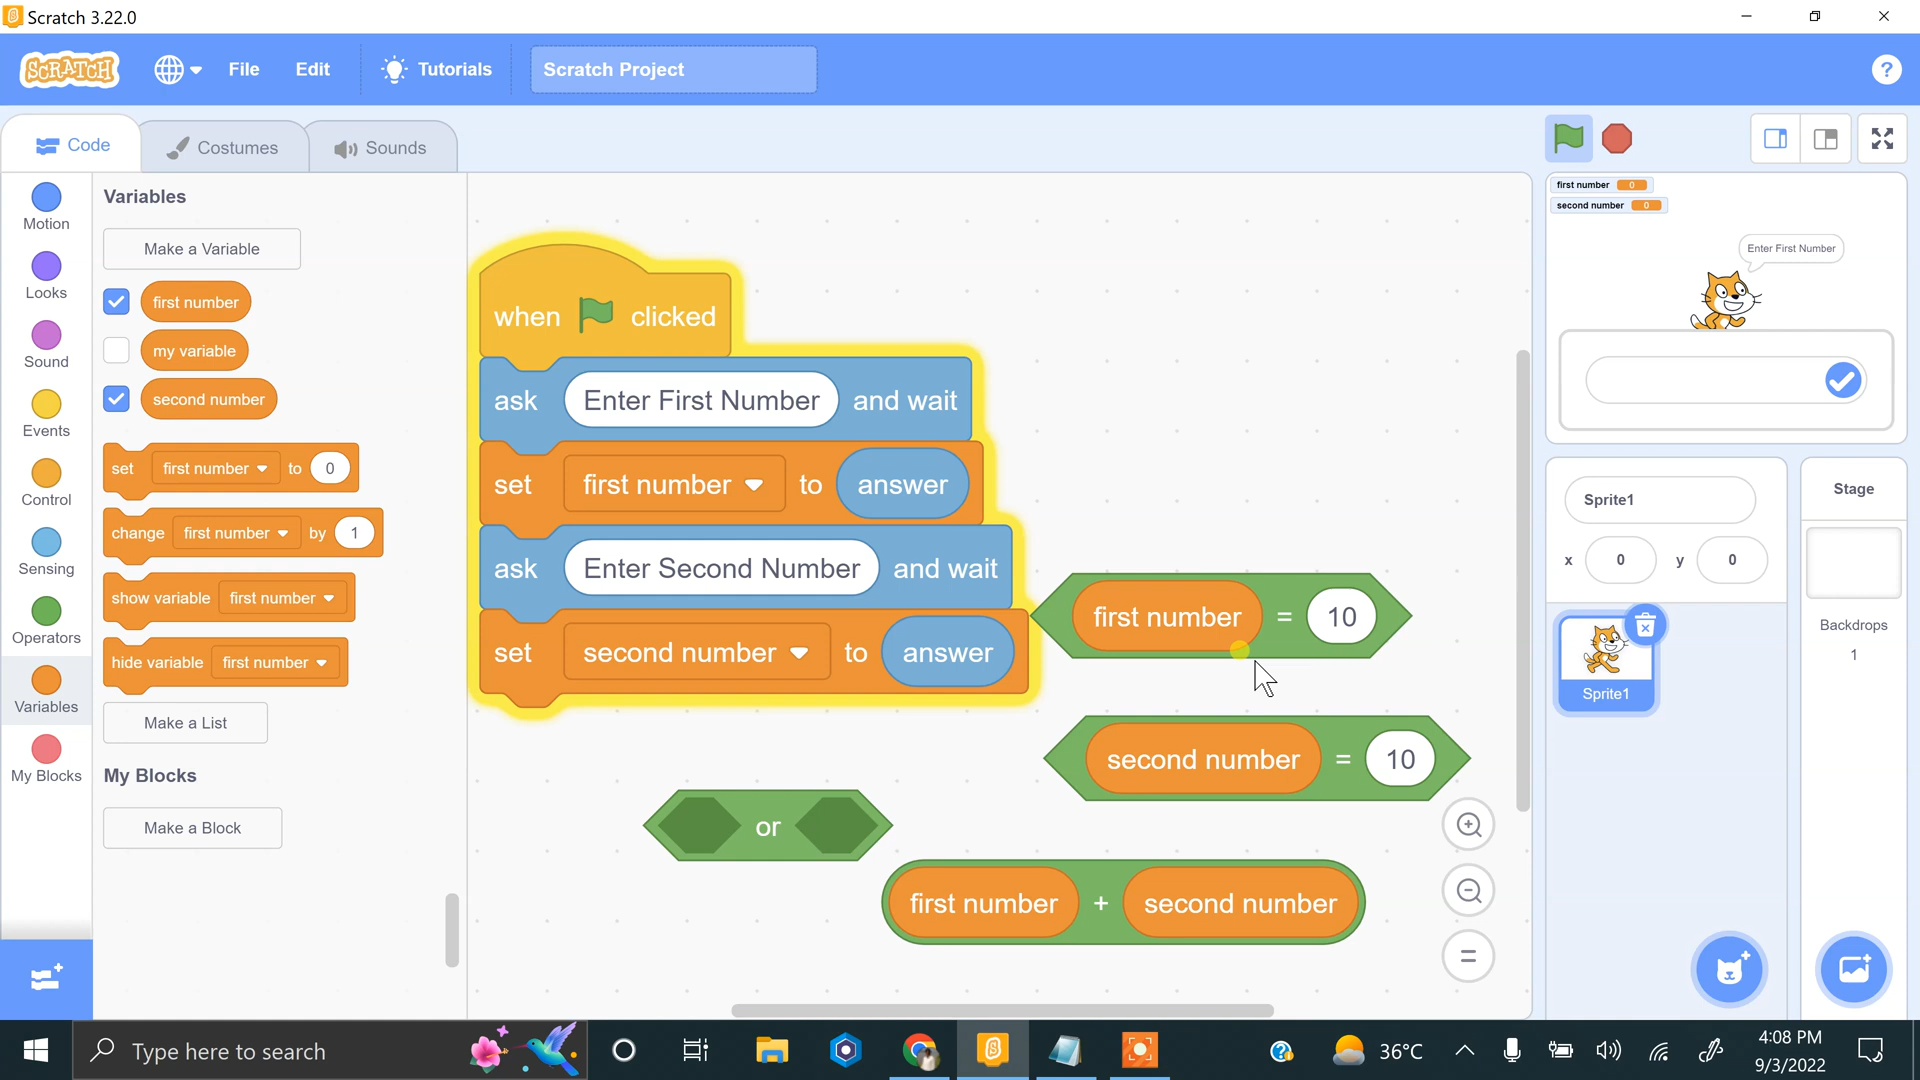 Scratch 3.22.0
SCRATCH
File
Edit
Tutorials
Scratch Project
?
Code
Costumes
Sounds
Motion
Looks
Sound
Events
Control
Sensing
Operators
Variables
My Blocks
Variables
Make a Variable
first number
my variable
second number
set first number to 0
change first number by 1
show variable first number
hide variable first number
Make a List
My Blocks
Make a Block
when clicked
ask Enter First Number and wait
set first number to answer
ask Enter Second Number and wait
set second number to answer
first number = 10
second number = 10
or
first number + second number
first number 0
second number 0
Enter First Number
Sprite1
x 0 y 0
Sprite1
Stage
Backdrops
1
Type here to search
36°C
4:08 PM
9/3/2022